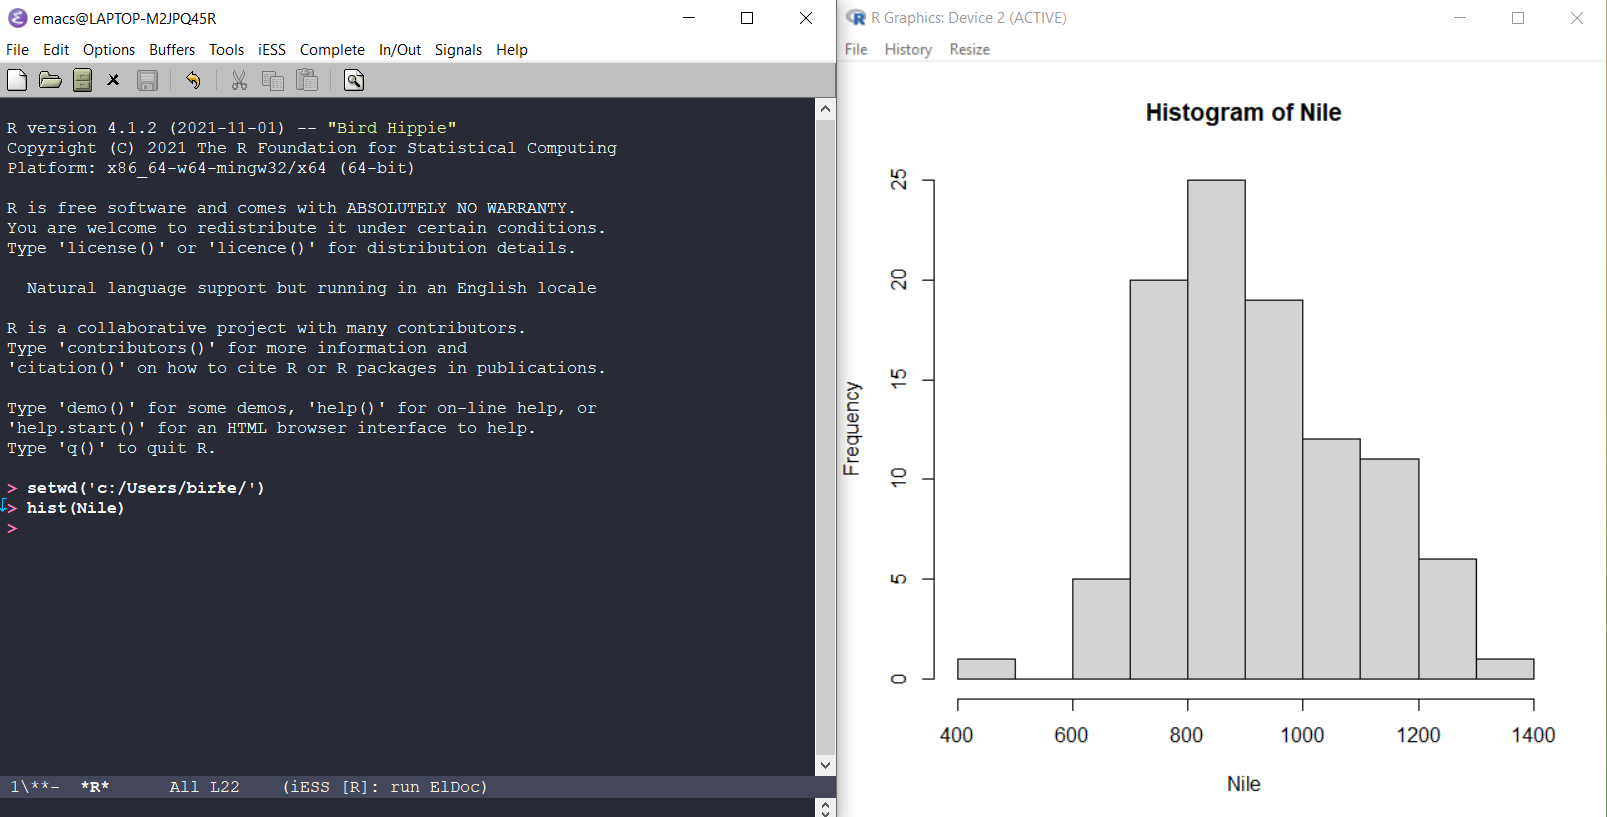 emacs@LAPTOP-M2JPQ45R
File Edit Options Buffers Tools iESS Complete In/Out Signals Help
R version 4.1.2 (2021-11-01) -- "Bird Hippie"
Copyright (C) 2021 The R Foundation for Statistical Computing
Platform: x86_64-w64-mingw32/x64 (64-bit)
R is free software and comes with ABSOLUTELY NO WARRANTY.
You are welcome to redistribute it under certain conditions.
Type 'license()' or 'licence()' for distribution details.
Natural language support but running in an English locale
R is a collaborative project with many contributors.
Type 'contributors()' for more information and
'citation()' on how to cite R or R packages in publications.
Type 'demo()' for some demos, 'help()' for on-line help, or
'help.start()' for an HTML browser interface to help.
Type 'q()' to quit R.
> setwd('c:/Users/birke/')
> hist(Nile)
>
1\**- *R* All L22 (iESS [R]: run ElDoc)
R Graphics: Device 2 (ACTIVE)
File History Resize
Histogram of Nile
Frequency
25
20
15
10
5
0
400 600 800 1000 1200 1400
Nile